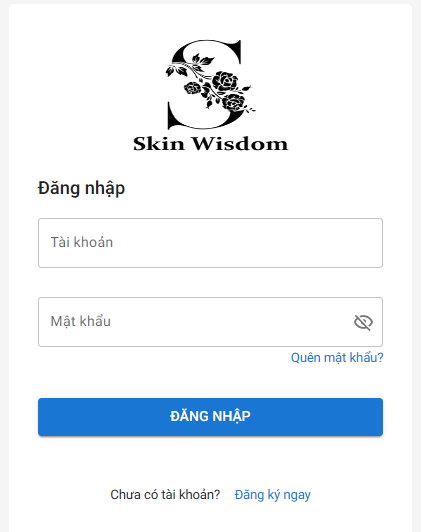 Skin Wisdom
Đăng nhập
Tài khoản
Mật khẩu
Quên mật khẩu?
ĐĂNG NHẬP
Chưa có tài khoản? Đăng ký ngay